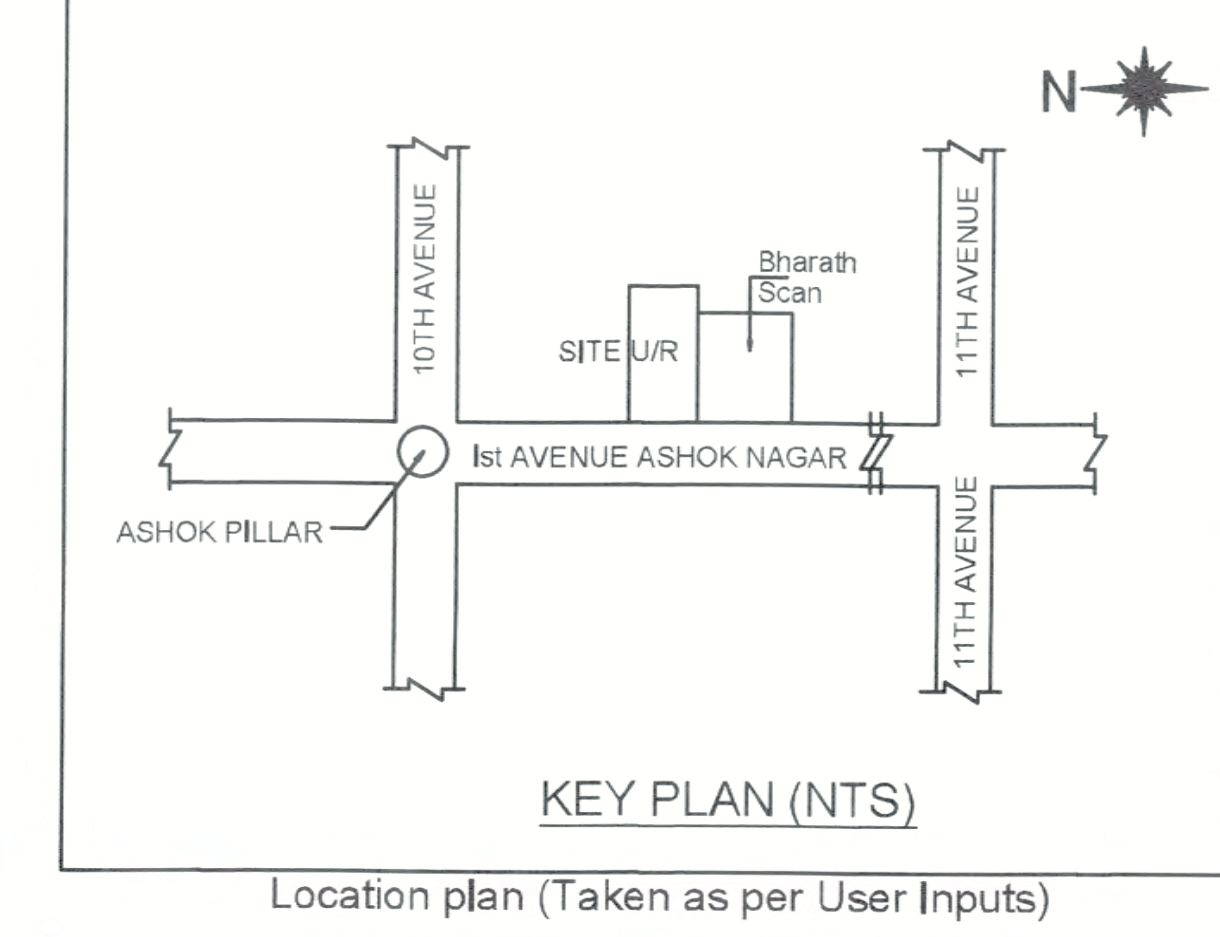 N
10TH AVENUE
11TH AVENUE
Bharath
Scan
SITE U/R
Ist AVENUE ASHOK NAGAR
ASHOK PILLAR
11TH AVENUE
KEY PLAN (NTS)
Location plan (Taken as per User Inputs)